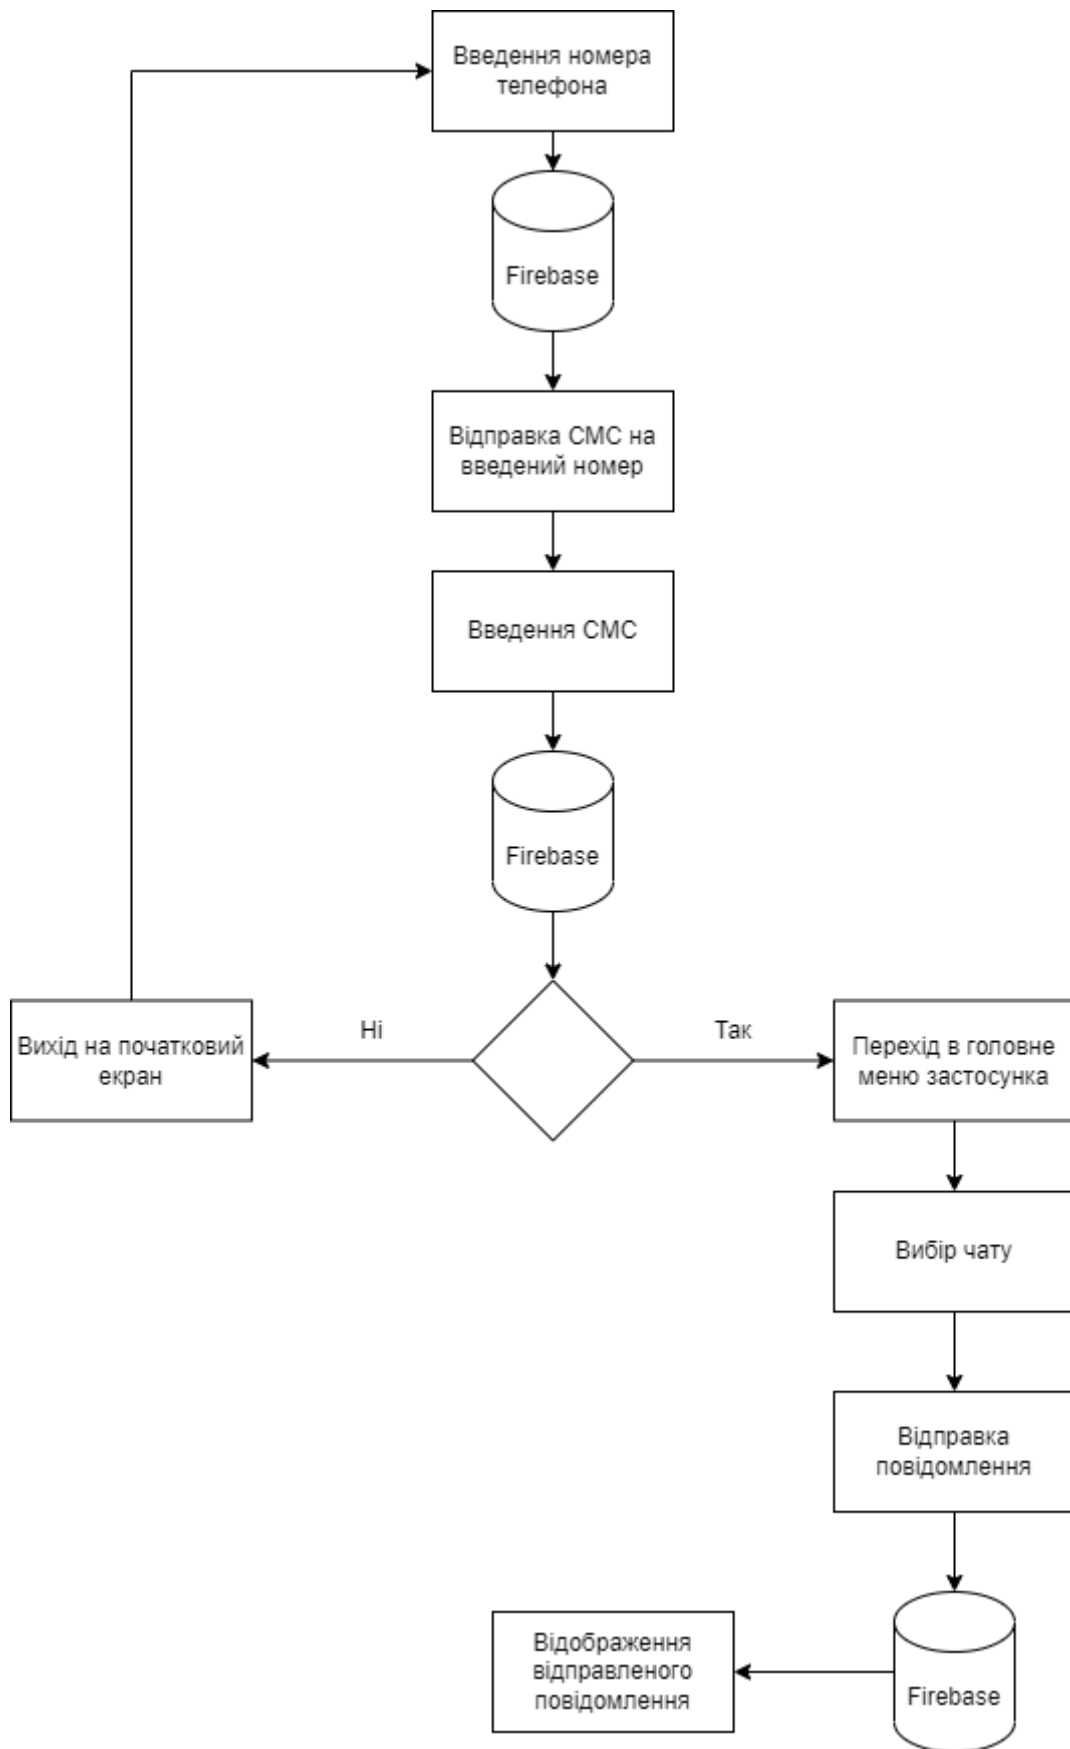 Введення номера
телефона
Firebase
Відправка СМС на
введений номер
Введення СМС
Firebase
Ні
Так
Вихід на початковий
екран
Перехід в головне
меню застосунка
Вибір чату
Відправка
повідомлення
Відображення
відправленого
повідомлення
Firebase